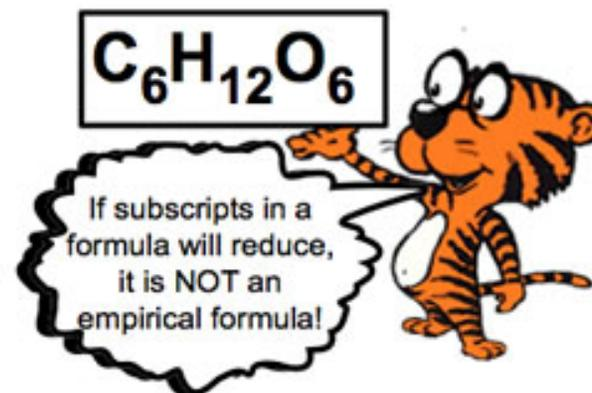 C₆H₁₂O₆
If subscripts in a
formula will reduce,
it is NOT an
empirical formula!